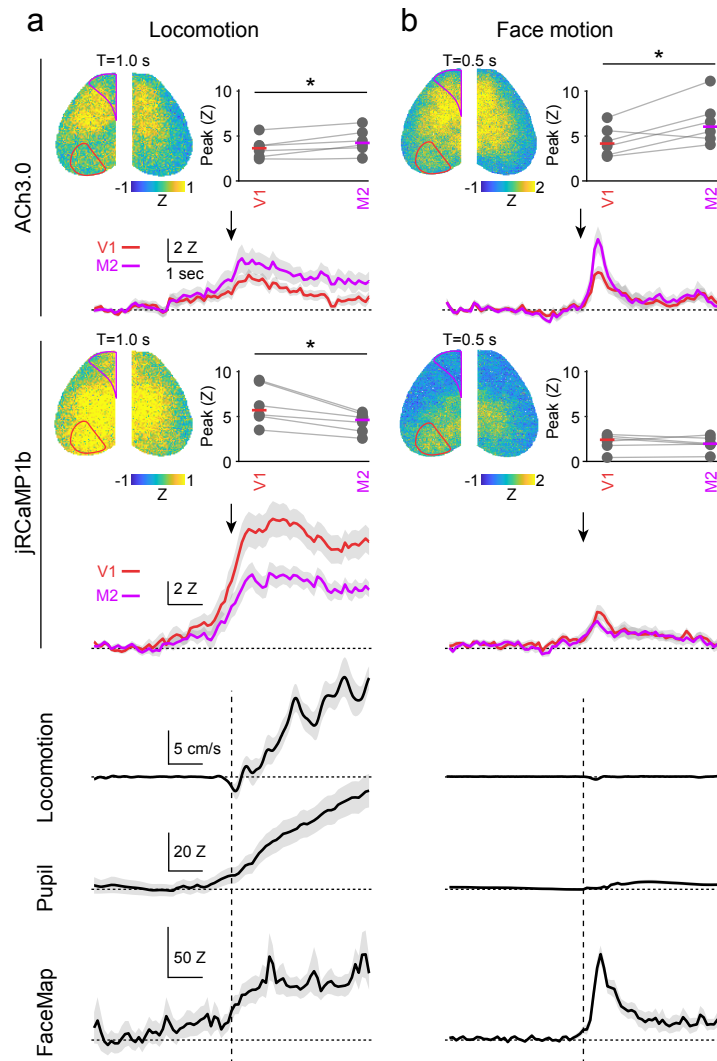 a
Locomotion
b
Face motion
ACh3.0
T=1.0 s
-1
1
Z
Peak (Z)
10
5
0
*
V1
M2
T=0.5 s
-1
2
Z
Peak (Z)
10
5
0
*
V1
M2
V1
M2
2 Z
1 sec
jRCaMP1b
T=1.0 s
-1
1
Z
Peak (Z)
10
5
0
*
V1
M2
T=0.5 s
-1
2
Z
Peak (Z)
10
5
0
V1
M2
V1
M2
2 Z
Locomotion
5 cm/s
Pupil
20 Z
FaceMap
50 Z